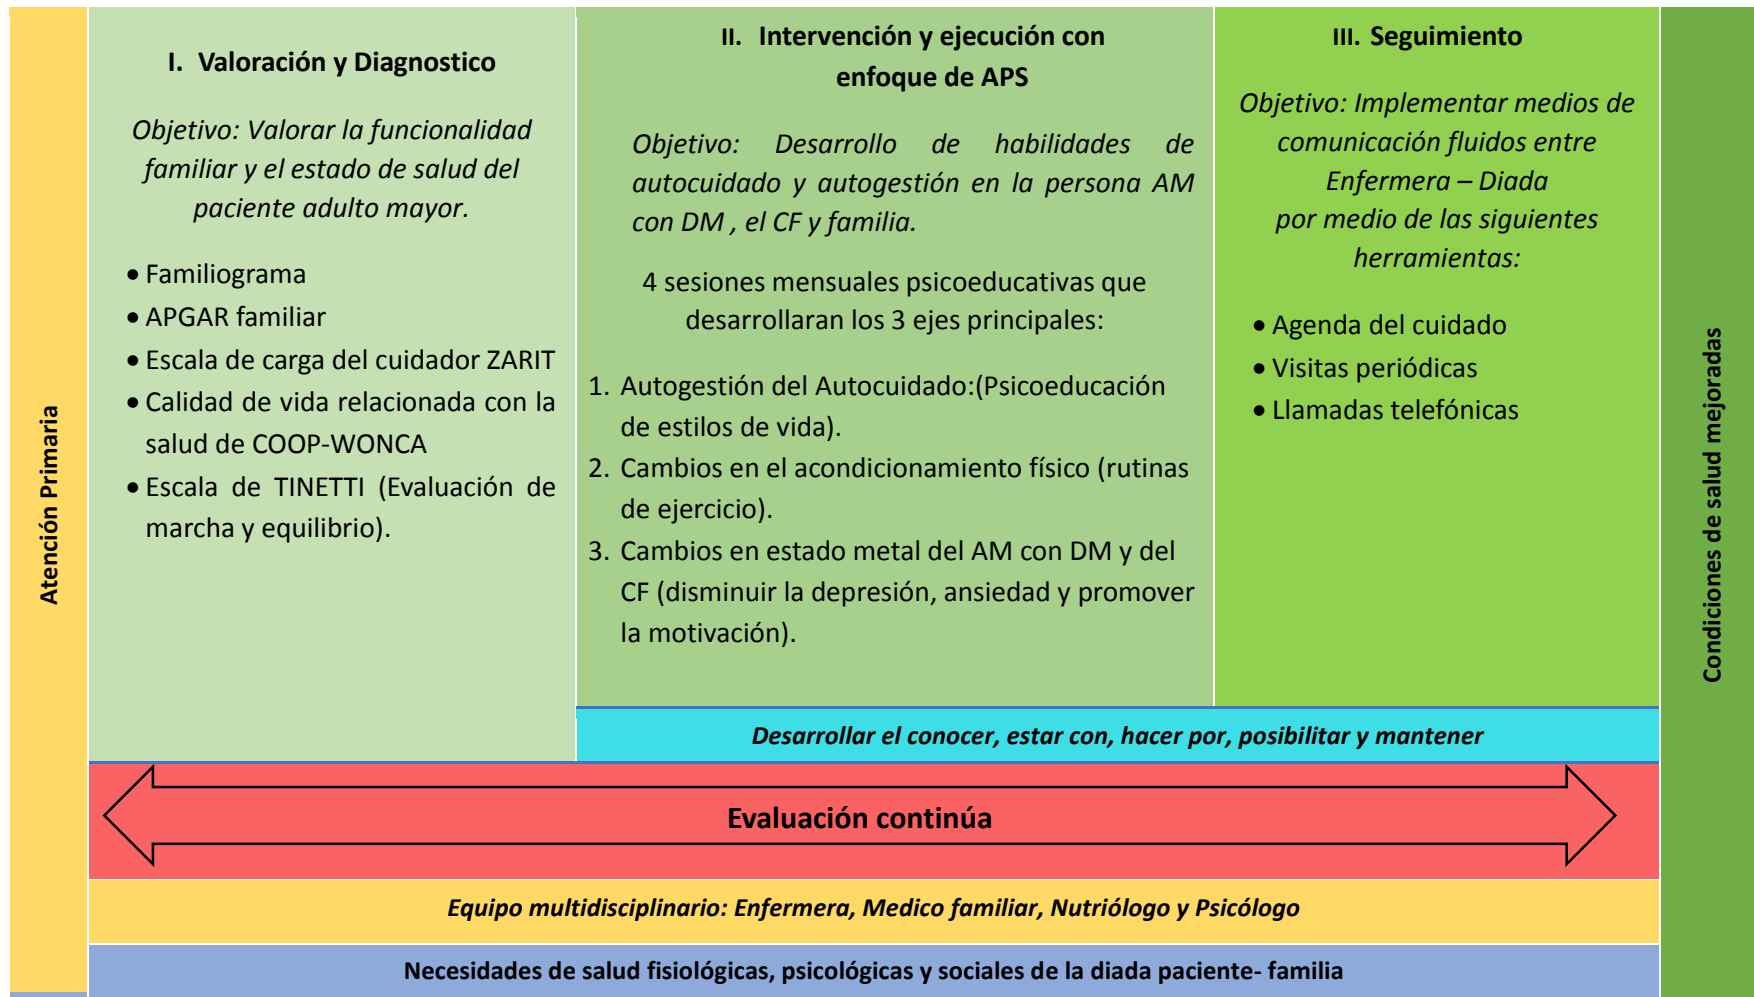 Atención Primaria
I. Valoración y Diagnostico
Objetivo: Valorar la funcionalidad
familiar y el estado de salud del
paciente adulto mayor.
• Familiograma
• APGAR familiar
• Escala de carga del cuidador ZARIT
• Calidad de vida relacionada con la
salud de COOP-WONCA
• Escala de TINETTI (Evaluación de
marcha y equilibrio).
II. Intervención y ejecución con
enfoque de APS
Objetivo: Desarrollo de habilidades de
autocuidado y autogestión en la persona AM
con DM , el CF y familia.
4 sesiones mensuales psicoeducativas que
desarrollaran los 3 ejes principales:
1. Autogestión del Autocuidado:(Psicoeducación
de estilos de vida).
2. Cambios en el acondicionamiento físico (rutinas
de ejercicio).
3. Cambios en estado metal del AM con DM y del
CF (disminuir la depresión, ansiedad y promover
la motivación).
III. Seguimiento
Objetivo: Implementar medios de
comunicación fluidos entre
Enfermera – Diada
por medio de las siguientes
herramientas:
• Agenda del cuidado
• Visitas periódicas
• Llamadas telefónicas
Condiciones de salud mejoradas
Desarrollar el conocer, estar con, hacer por, posibilitar y mantener
Evaluación continúa
Equipo multidisciplinario: Enfermera, Medico familiar, Nutriólogo y Psicólogo
Necesidades de salud fisiológicas, psicológicas y sociales de la diada paciente- familia